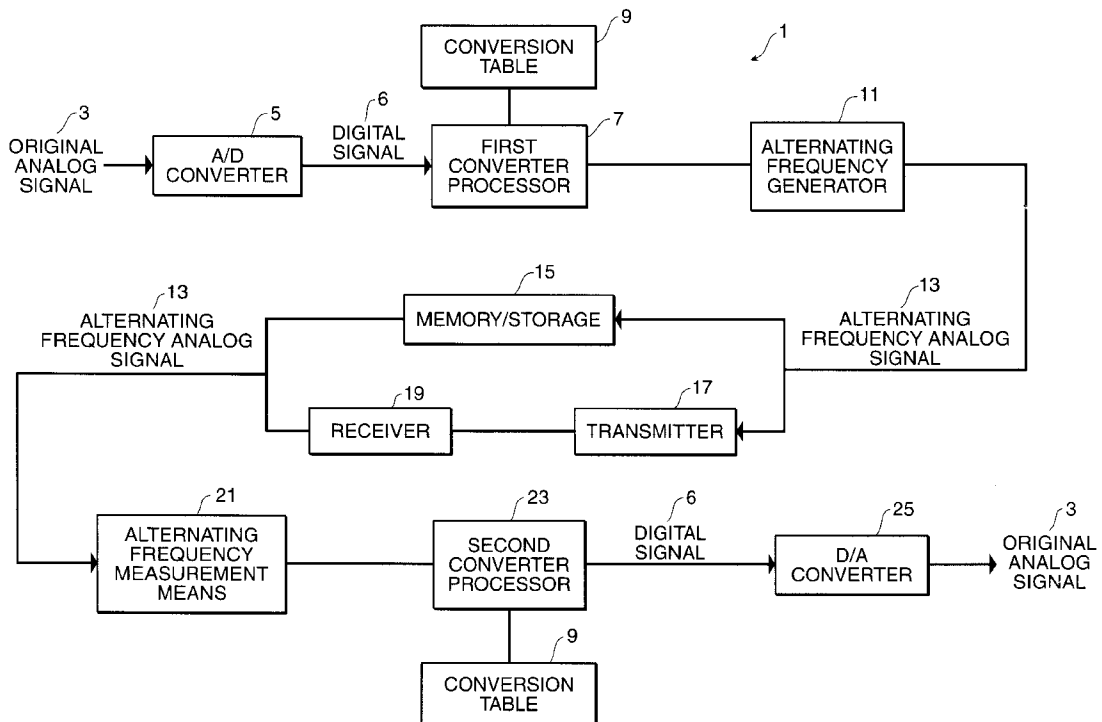 9
CONVERSION
TABLE
1
3
ORIGINAL
ANALOG
SIGNAL
5
A/D
CONVERTER
6
DIGITAL
SIGNAL
7
FIRST
CONVERTER
PROCESSOR
11
ALTERNATING
FREQUENCY
GENERATOR
13
ALTERNATING
FREQUENCY ANALOG
SIGNAL
15
MEMORY/STORAGE
13
ALTERNATING
FREQUENCY ANALOG
SIGNAL
19
RECEIVER
17
TRANSMITTER
21
ALTERNATING
FREQUENCY
MEASUREMENT
MEANS
23
SECOND
CONVERTER
PROCESSOR
6
DIGITAL
SIGNAL
25
D/A
CONVERTER
3
ORIGINAL
ANALOG
SIGNAL
9
CONVERSION
TABLE